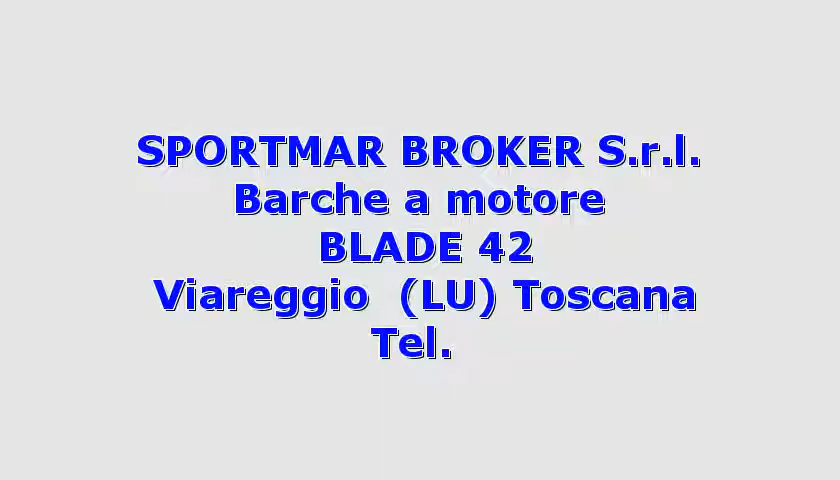 SPORTMAR BROKER S.r.l.
Barche a motore
BLADE 42
Viareggio  (LU) Toscana
Tel.